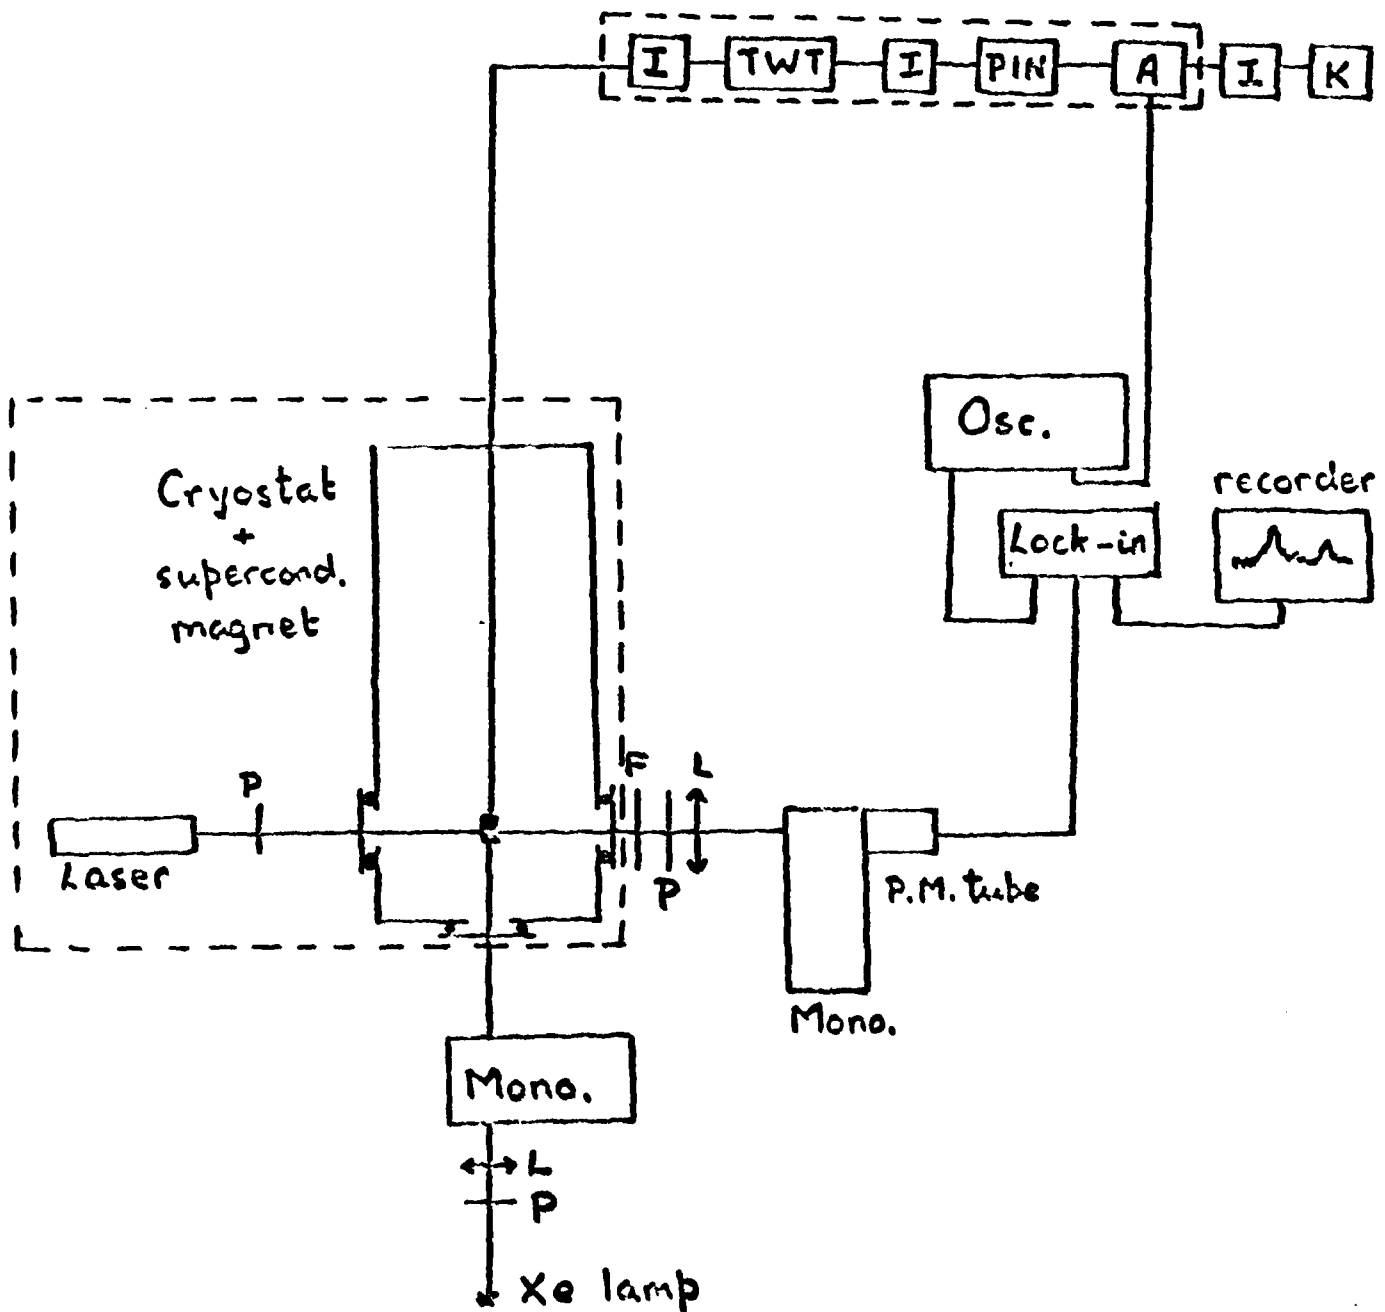 I TWT I PIN A I K
Osc.
recorder
Lock-in
Cryostat
+
supercond.
magnet
P
F L
Laser
P
P.M. tube
Mono.
Mono.
L
P
Xe lamp